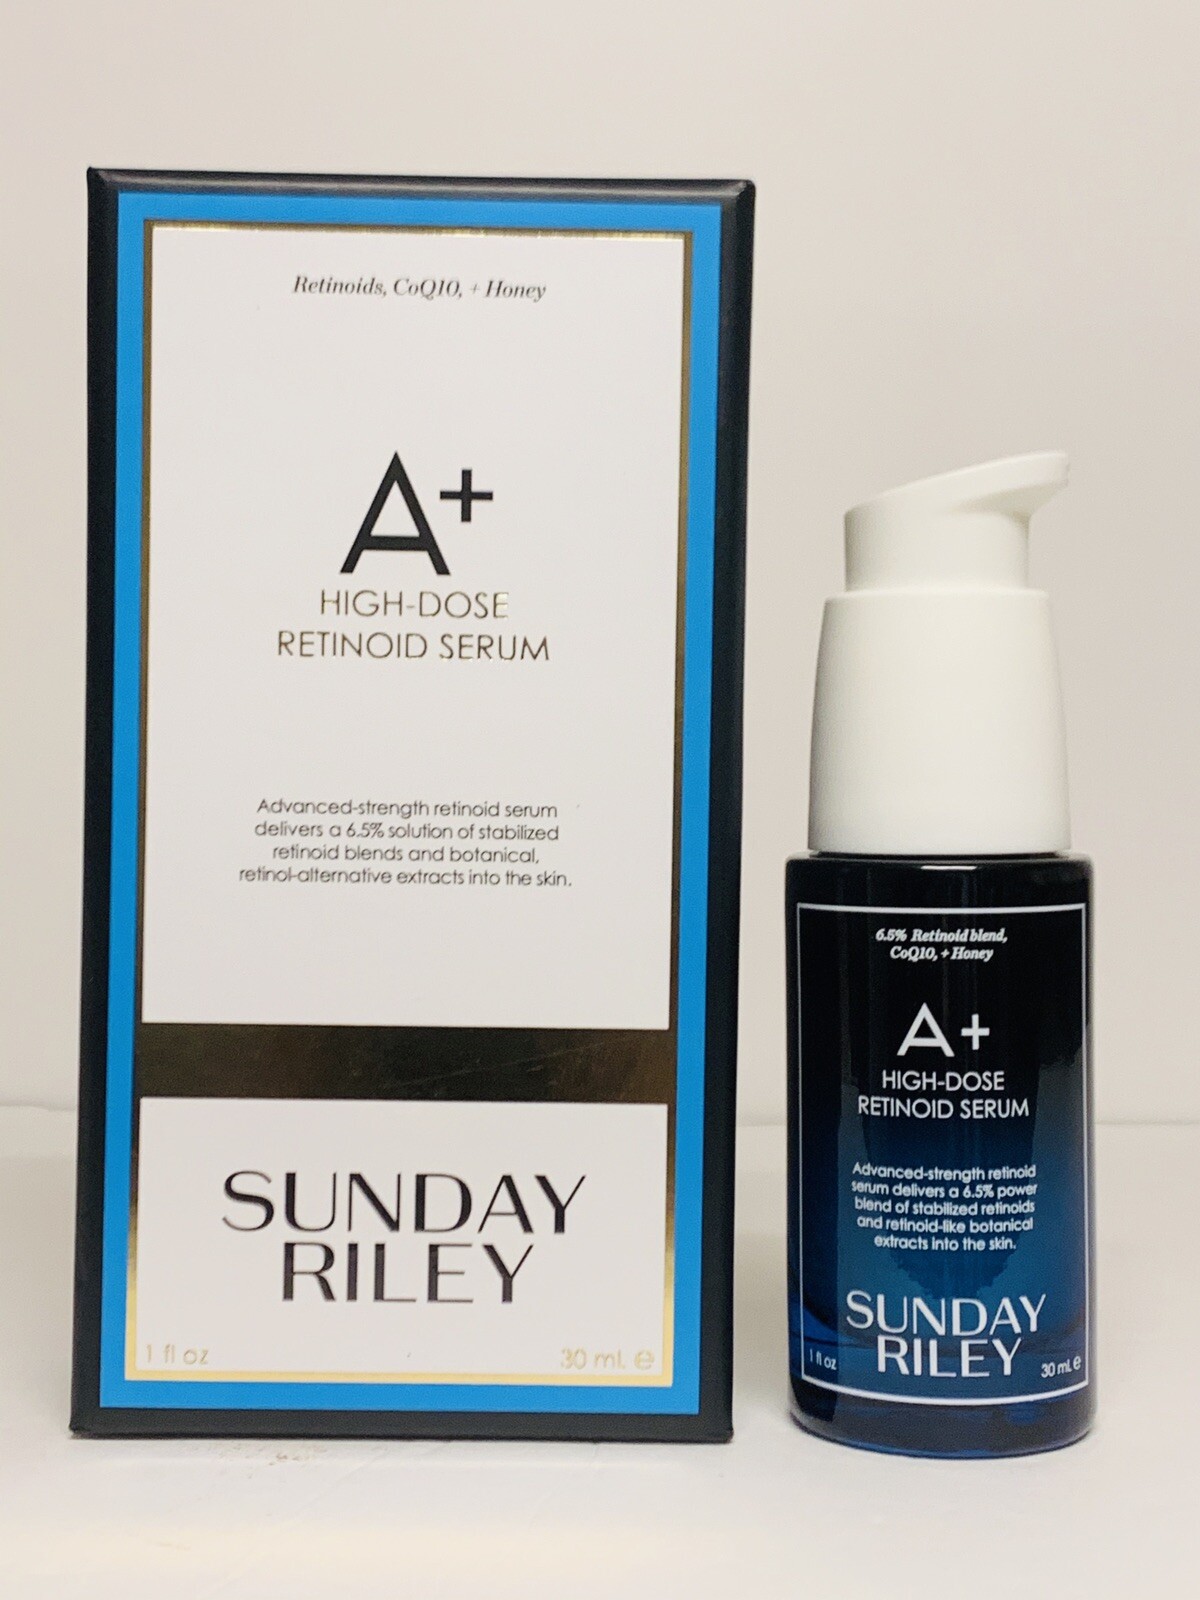 Retinoids, CoQ10, + Honey
A+
HIGH-DOSE
RETINOID SERUM
Advanced-strength retinoid serum
delivers a 6.5% solution of stabilized
retinoid blends and botanical,
retinol-alternative extracts into the skin.
SUNDAY
RILEY
1 fl oz
30 mL e
6.5% Retinoid blend,
CoQ10, + Honey
A+
HIGH-DOSE
RETINOID SERUM
Advanced-strength retinoid
serum delivers a 6.5% power
blend of stabilized retinoids
and retinoid-like botanical
extracts into the skin.
SUNDAY
RILEY
1 fl oz
30 mL e